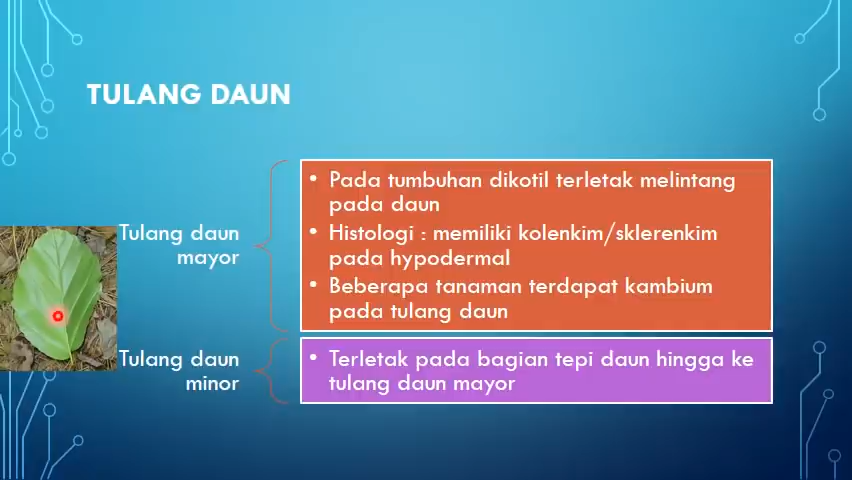 TULANG DAUN
Tulang daun
mayor
• Pada tumbuhan dikotil terletak melintang
pada daun
• Histologi : memiliki kolenkim/sklerenkim
pada hypodermal
• Beberapa tanaman terdapat kambium
pada tulang daun
Tulang daun
minor
• Terletak pada bagian tepi daun hingga ke
tulang daun mayor